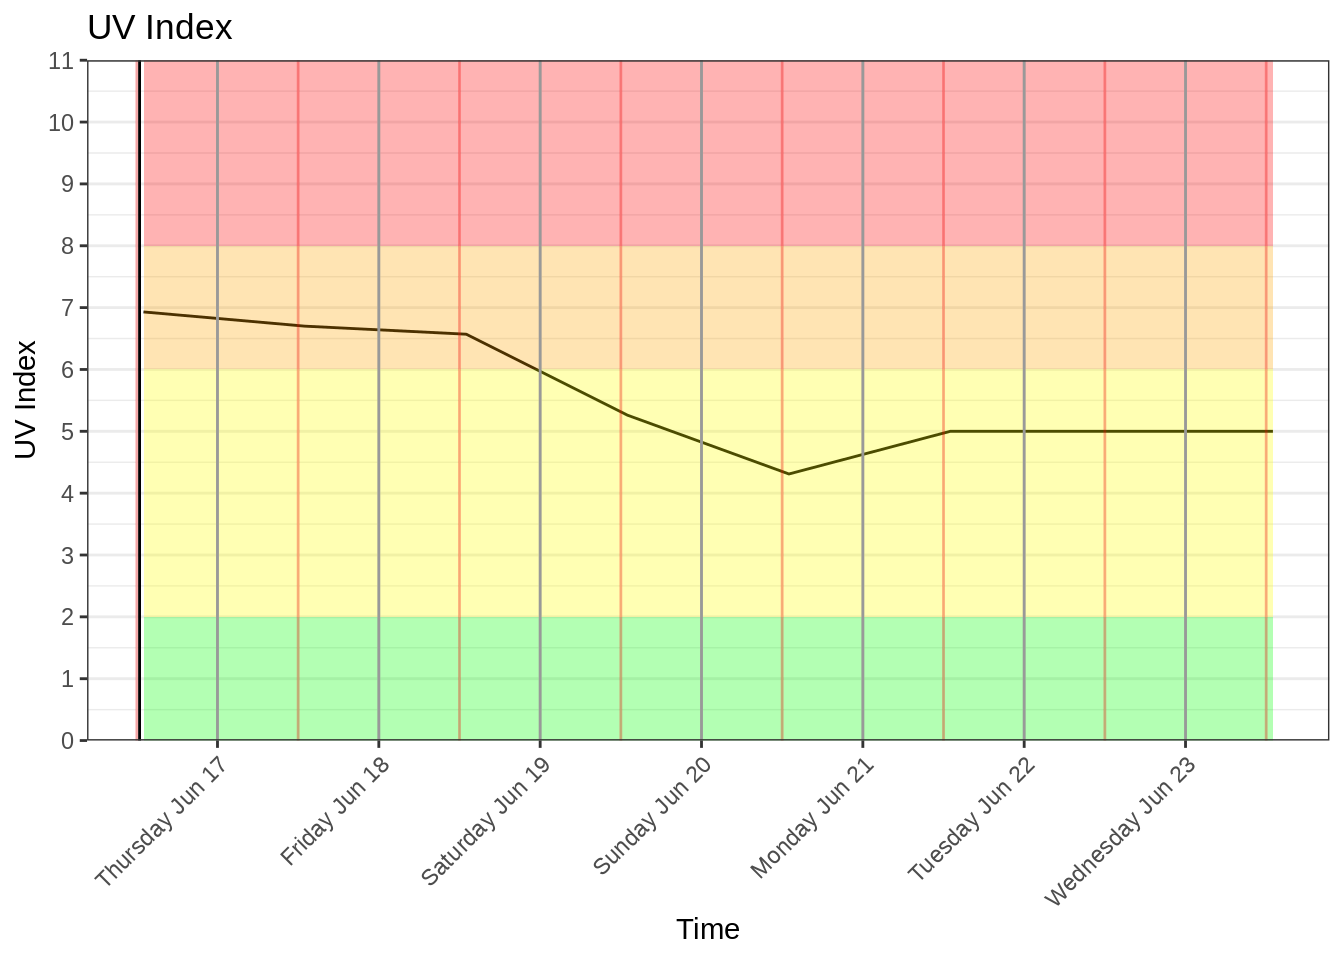 UV Index
UV Index
11
10
9
8
7
6
5
4
3
2
1
0
Thursday Jun 17
Friday Jun 18
Saturday Jun 19
Sunday Jun 20
Monday Jun 21
Tuesday Jun 22
Wednesday Jun 23
Time